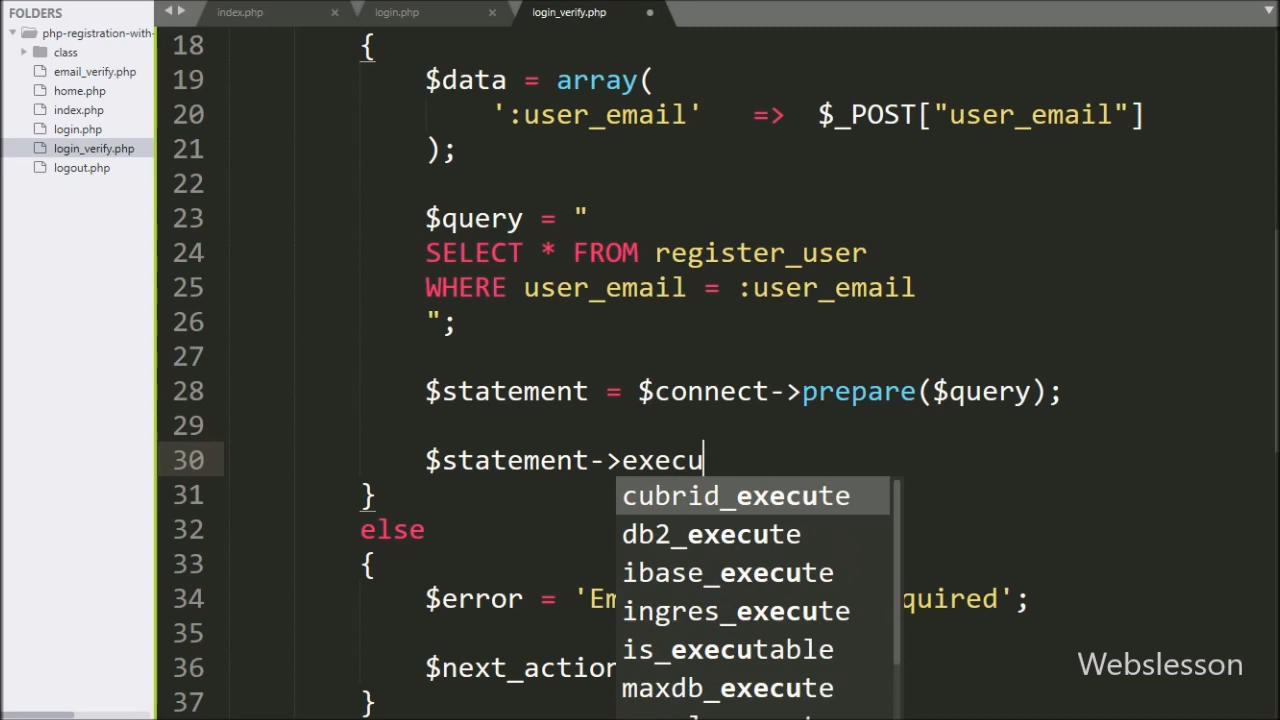 FOLDERS
php-registration-with-
class
email_verify.php
home.php
index.php
login.php
login_verify.php
logout.php
index.php × login.php × login_verify.php
18 {
19 $data = array(
20 ':user_email' => $_POST["user_email"]
21 );
22
23 $query = "
24 SELECT * FROM register_user
25 WHERE user_email = :user_email
26 ";
27
28 $statement = $connect->prepare($query);
29
30 $statement->execu
31 }
32 else
33 {
34 $error = 'Em quired';
35
36 $next_action
37 }
cubrid_execute
db2_execute
ibase_execute
ingres_execute
is_executable
maxdb_execute
Webslesson